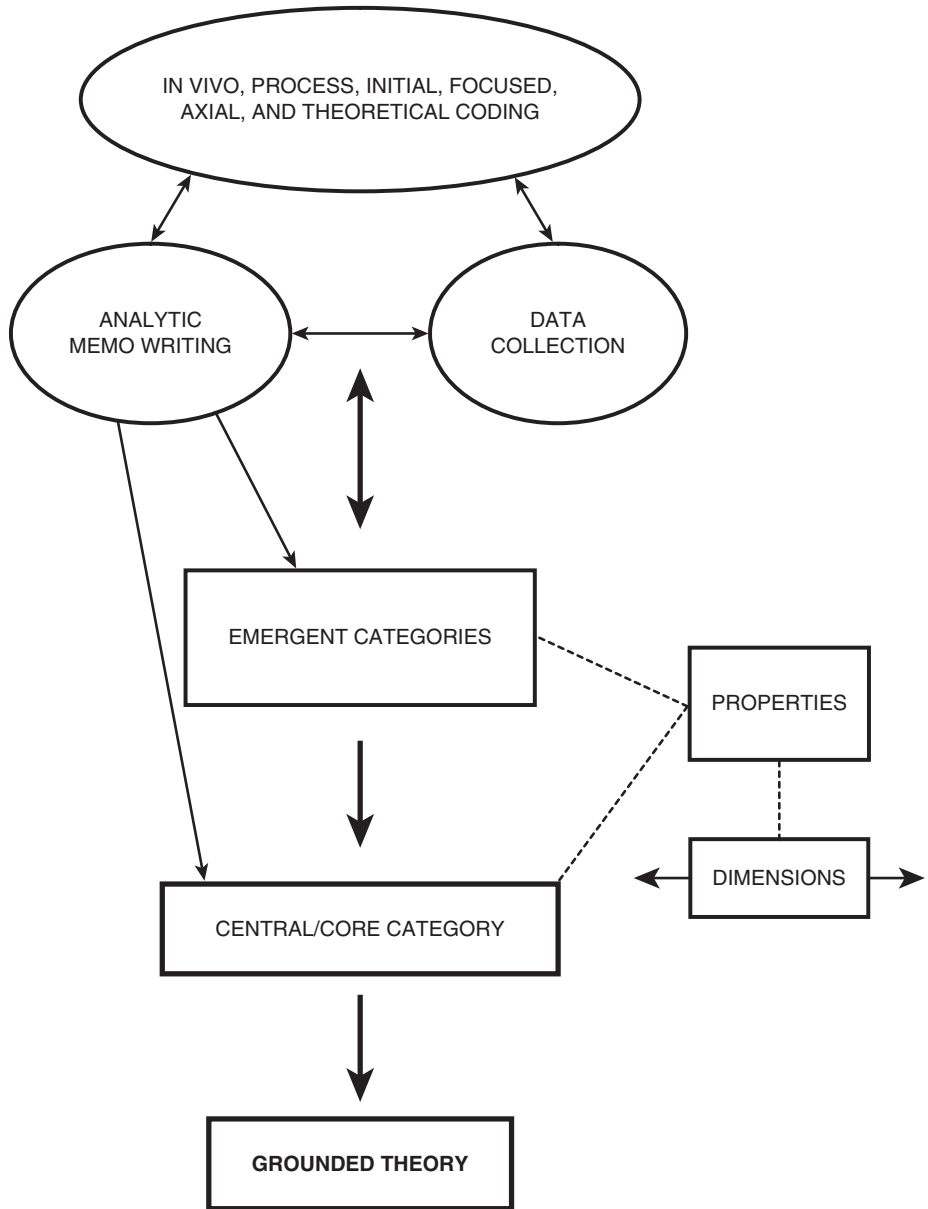 IN VIVO, PROCESS, INITIAL, FOCUSED,
AXIAL, AND THEORETICAL CODING
ANALYTIC
MEMO WRITING
DATA
COLLECTION
EMERGENT CATEGORIES
PROPERTIES
DIMENSIONS
CENTRAL/CORE CATEGORY
GROUNDED THEORY